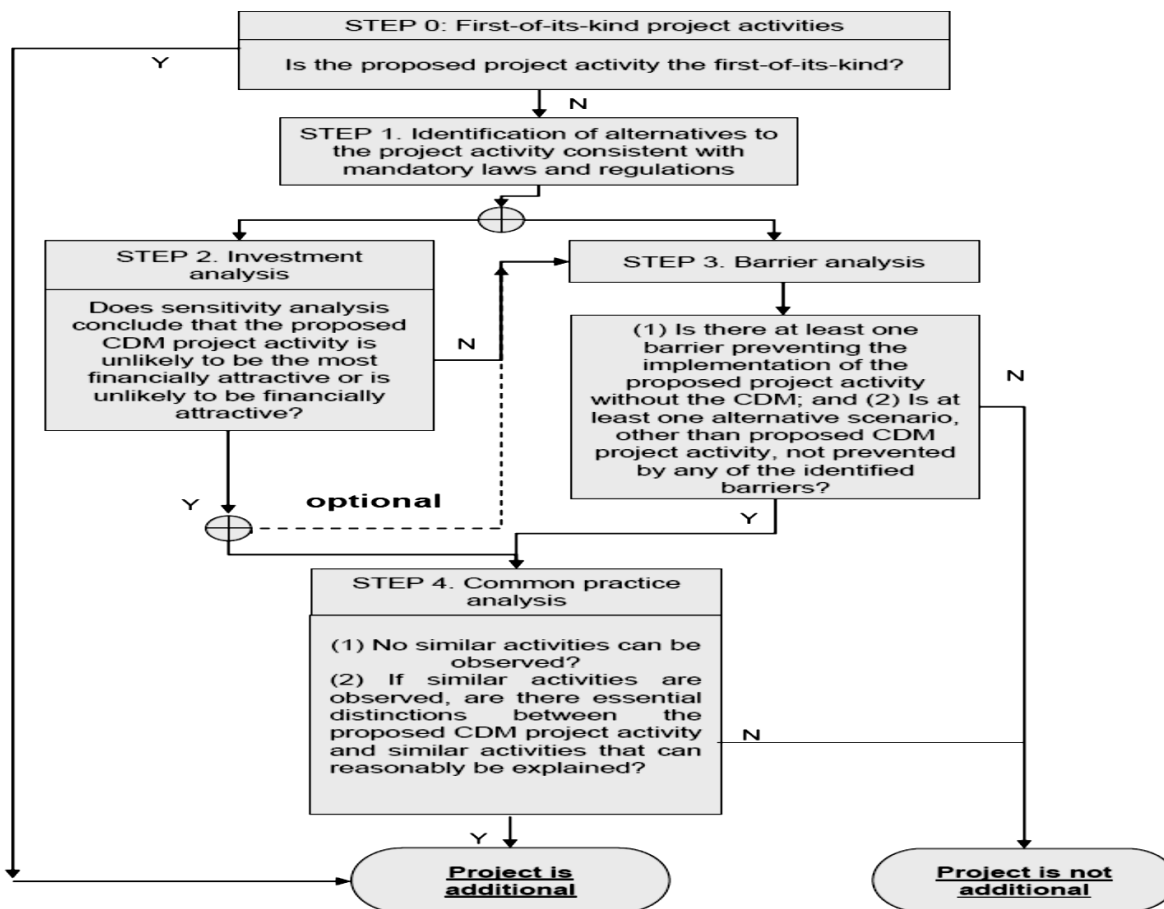 STEP 0: First-of-its-kind project activities
Is the proposed project activity the first-of-its-kind?
Y
N
STEP 1. Identification of alternatives to
the project activity consistent with
mandatory laws and regulations
STEP 2. Investment
analysis
Does sensitivity analysis
conclude that the proposed
CDM project activity is
unlikely to be the most
financially attractive or is
unlikely to be financially
attractive?
N
Y
optional
STEP 3. Barrier analysis
(1) Is there at least one
barrier preventing the
implementation of the
proposed project activity
without the CDM; and (2) Is at
least one alternative scenario,
other than proposed CDM
project activity, not prevented
by any of the identified
barriers?
N
Y
STEP 4. Common practice
analysis
(1) No similar activities can be
observed?
(2) If similar activities are
observed, are there essential
distinctions between the
proposed CDM project activity
and similar activities that can
reasonably be explained?
N
Y
Project is
additional
Project is not
additional